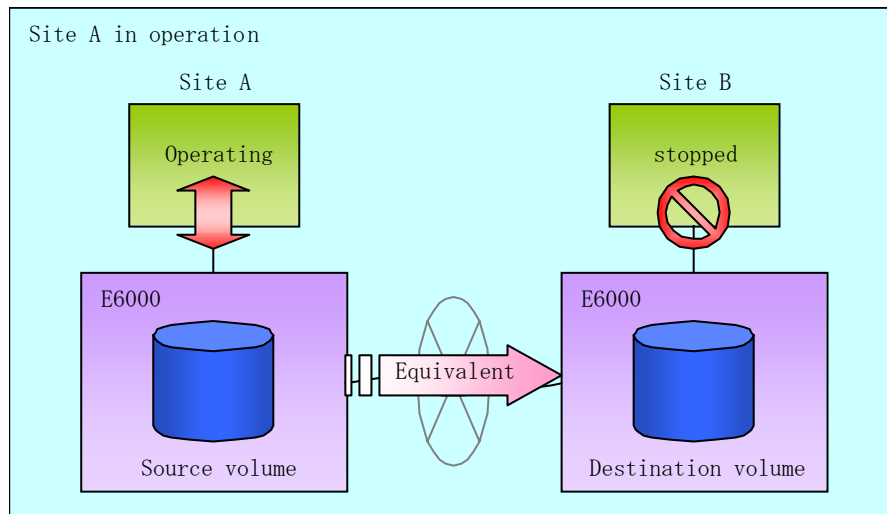 Site A in operation
Site A
Site B
Operating
stopped
E6000
E6000
Equivalent
Source volume
Destination volume